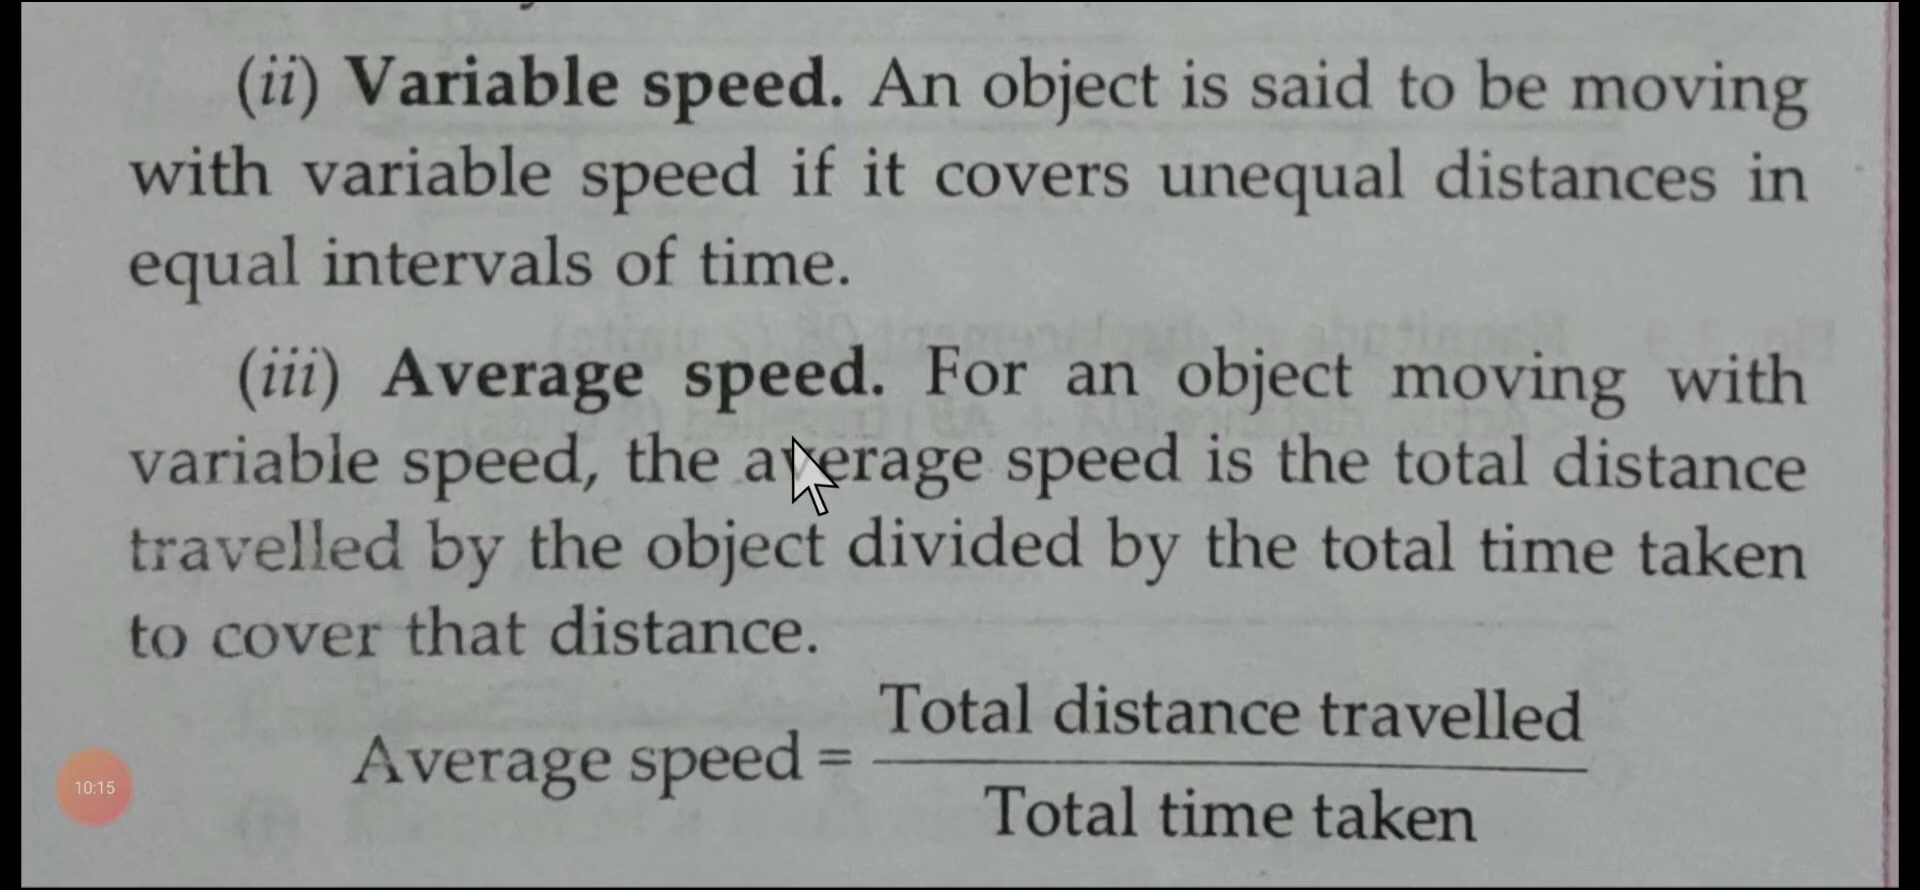 (ii) Variable speed. An object is said to be moving
with variable speed if it covers unequal distances in
equal intervals of time.
(iii) Average speed. For an object moving with
variable speed, the average speed is the total distance
travelled by the object divided by the total time taken
to cover that distance.
Average speed = Total distance travelled
Total time taken
10:15